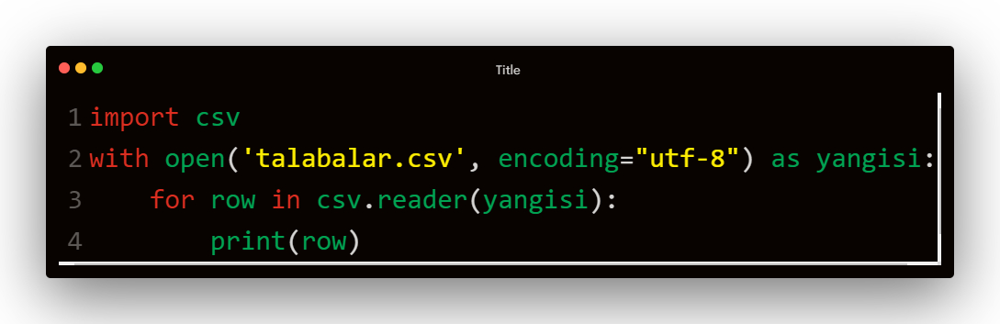 Title
1 import csv
2 with open('talabalar.csv', encoding="utf-8") as yangisi:
3     for row in csv.reader(yangisi):
4         print(row)